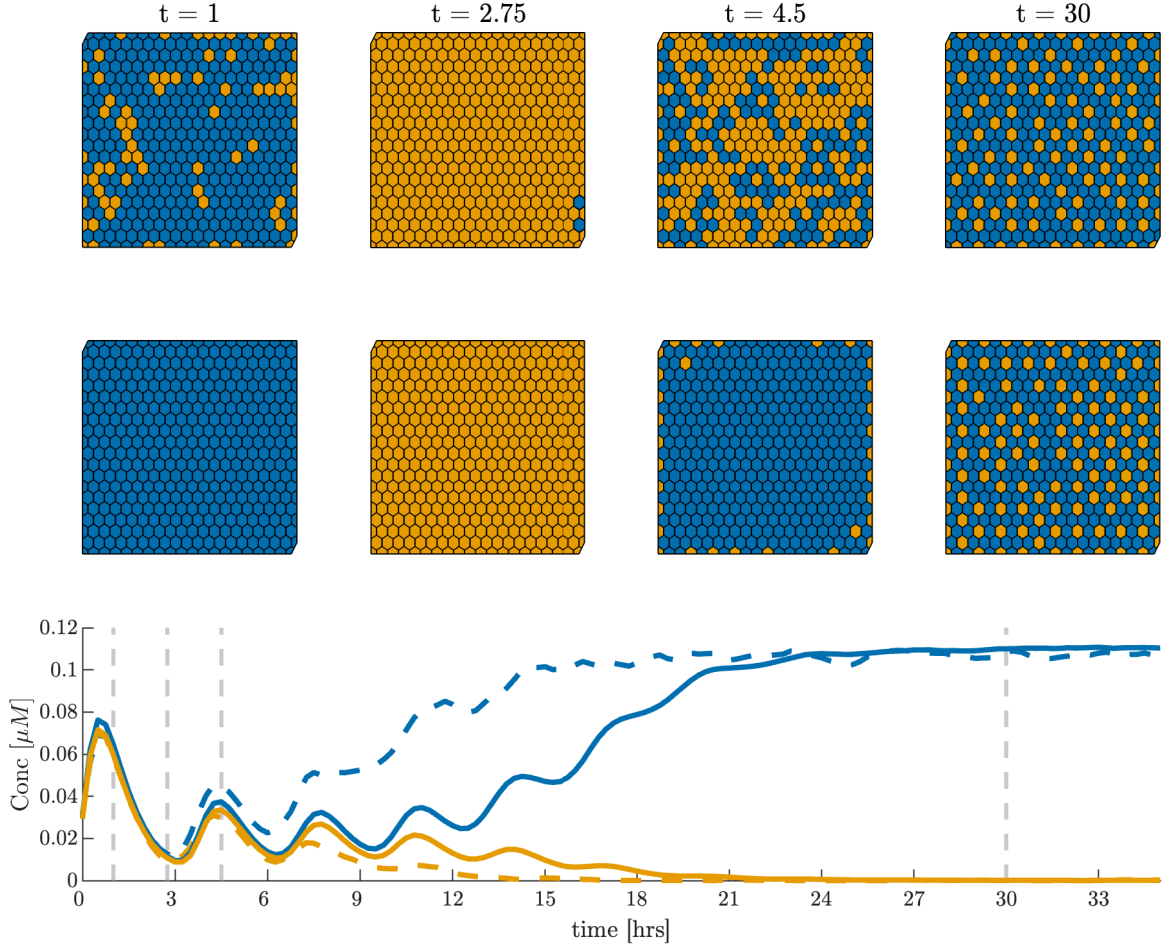 t = 1
t = 2.75
t = 4.5
t = 30
0.12
0.1
0.08
0.06
0.04
0.02
0
Conc [μM]
0 3 6 9 12 15 18 21 24 27 30 33
time [hrs]